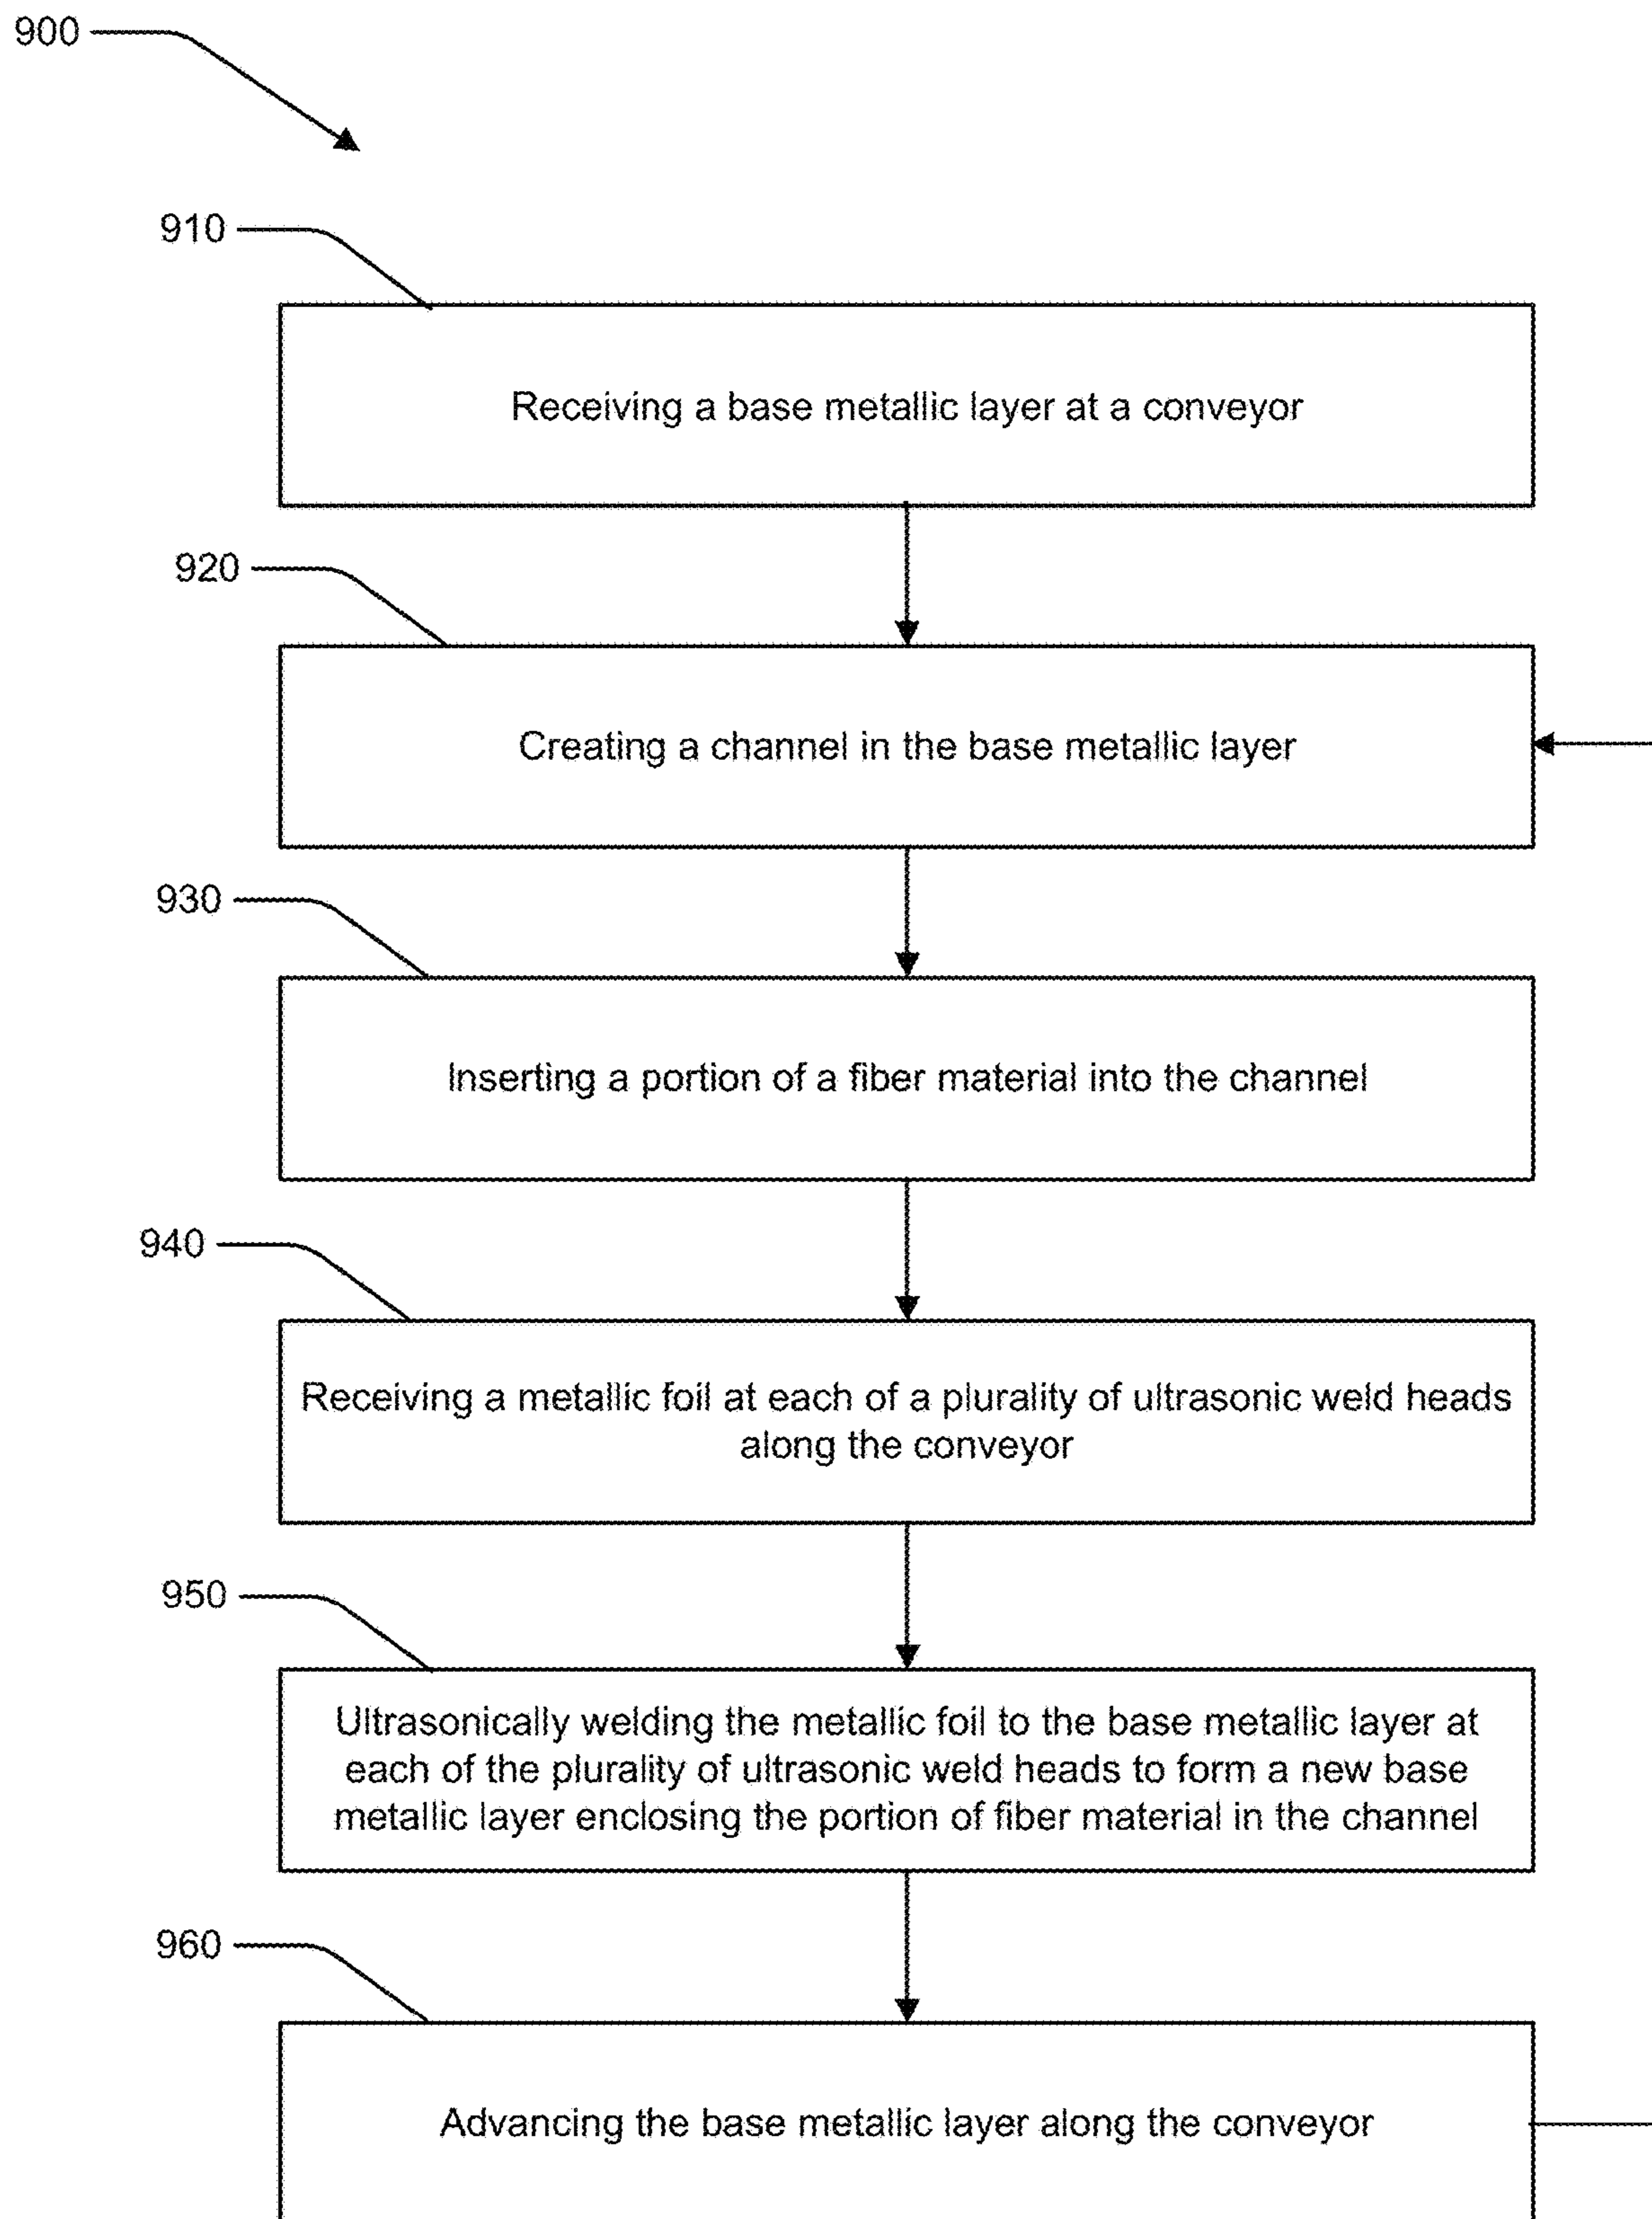 900
910
Receiving a base metallic layer at a conveyor
920
Creating a channel in the base metallic layer
930
Inserting a portion of a fiber material into the channel
940
Receiving a metallic foil at each of a plurality of ultrasonic weld heads
along the conveyor
950
Ultrasonically welding the metallic foil to the base metallic layer at
each of the plurality of ultrasonic weld heads to form a new base
metallic layer enclosing the portion of fiber material in the channel
960
Advancing the base metallic layer along the conveyor